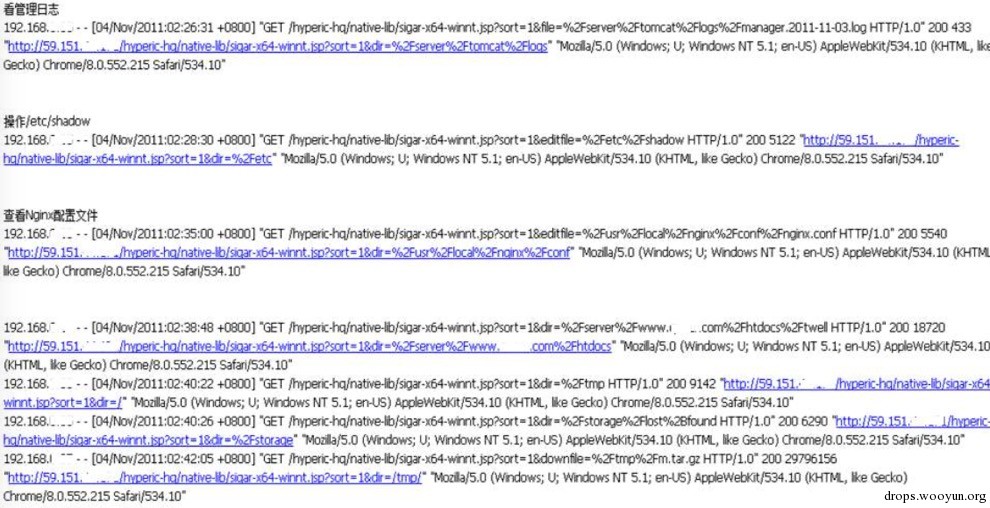 看管理日志
192.168. - - [04/Nov/2011:02:26:31 +0800] "GET /hyperic-hq/native-lib/sigar-x64-winnt.jsp?sort=1&file=%2Fserver%2Ftomcat%2Flogs%2Fmanager.2011-11-03.log HTTP/1.0" 200 433
"http://59.151. /hyperic-hq/native-lib/sigar-x64-winnt.jsp?sort=1&dir=%2Fserver%2Ftomcat%2Flogs" "Mozilla/5.0 (Windows; U; Windows NT 5.1; en-US) AppleWebKit/534.10 (KHTML, like
Gecko) Chrome/8.0.552.215 Safari/534.10"
操作/etc/shadow
192.168. - - [04/Nov/2011:02:28:30 +0800] "GET /hyperic-hq/native-lib/sigar-x64-winnt.jsp?sort=1&editfile=%2Fetc%2Fshadow HTTP/1.0" 200 5122 "http://59.151. /hyperic-
hq/native-lib/sigar-x64-winnt.jsp?sort=1&dir=%2Fetc" "Mozilla/5.0 (Windows; U; Windows NT 5.1; en-US) AppleWebKit/534.10 (KHTML, like Gecko) Chrome/8.0.552.215 Safari/534.10"
查看Nginx配置文件
192.168. - - [04/Nov/2011:02:35:00 +0800] "GET /hyperic-hq/native-lib/sigar-x64-winnt.jsp?sort=1&editfile=%2Fusr%2Flocal%2Fnginx%2Fconf%2Fnginx.conf HTTP/1.0" 200 5540
"http://59.151. /hyperic-hq/native-lib/sigar-x64-winnt.jsp?sort=1&dir=%2Fusr%2Flocal%2Fnginx%2Fconf" "Mozilla/5.0 (Windows; U; Windows NT 5.1; en-US) AppleWebKit/534.10 (KHTML,
like Gecko) Chrome/8.0.552.215 Safari/534.10"
192.168. - - [04/Nov/2011:02:38:48 +0800] "GET /hyperic-hq/native-lib/sigar-x64-winnt.jsp?sort=1&dir=%2Fserver%2Fwww. .com%2Fhtdocs%2Ftwell HTTP/1.0" 200 18720
"http://59.151. /hyperic-hq/native-lib/sigar-x64-winnt.jsp?sort=1&dir=%2Fserver%2Fwww. .com%2Fhtdocs" "Mozilla/5.0 (Windows; U; Windows NT 5.1; en-US) AppleWebKit/534.10
(KHTML, like Gecko) Chrome/8.0.552.215 Safari/534.10"
192.168. - - [04/Nov/2011:02:40:22 +0800] "GET /hyperic-hq/native-lib/sigar-x64-winnt.jsp?sort=1&dir=%2Ftmp HTTP/1.0" 200 9142 "http://59.151. /hyperic-hq/native-lib/sigar-x64-
winnt.jsp?sort=1&dir=/" "Mozilla/5.0 (Windows; U; Windows NT 5.1; en-US) AppleWebKit/534.10 (KHTML, like Gecko) Chrome/8.0.552.215 Safari/534.10"
192.168. - - [04/Nov/2011:02:40:26 +0800] "GET /hyperic-hq/native-lib/sigar-x64-winnt.jsp?sort=1&dir=%2Fstorage%2Flost%2Bfound HTTP/1.0" 200 6290 "http://59.151. /hyperic-
hq/native-lib/sigar-x64-winnt.jsp?sort=1&dir=%2Fstorage" "Mozilla/5.0 (Windows; U; Windows NT 5.1; en-US) AppleWebKit/534.10 (KHTML, like Gecko) Chrome/8.0.552.215 Safari/534.10"
192.168. - - [04/Nov/2011:02:42:05 +0800] "GET /hyperic-hq/native-lib/sigar-x64-winnt.jsp?sort=1&downfile=%2Ftmp%2Fm.tar.gz HTTP/1.0" 200 29796156
"http://59.151. /hyperic-hq/native-lib/sigar-x64-winnt.jsp?sort=1&dir=/tmp/" "Mozilla/5.0 (Windows; U; Windows NT 5.1; en-US) AppleWebKit/534.10 (KHTML, like Gecko)
Chrome/8.0.552.215 Safari/534.10"
drops.wooyun.org